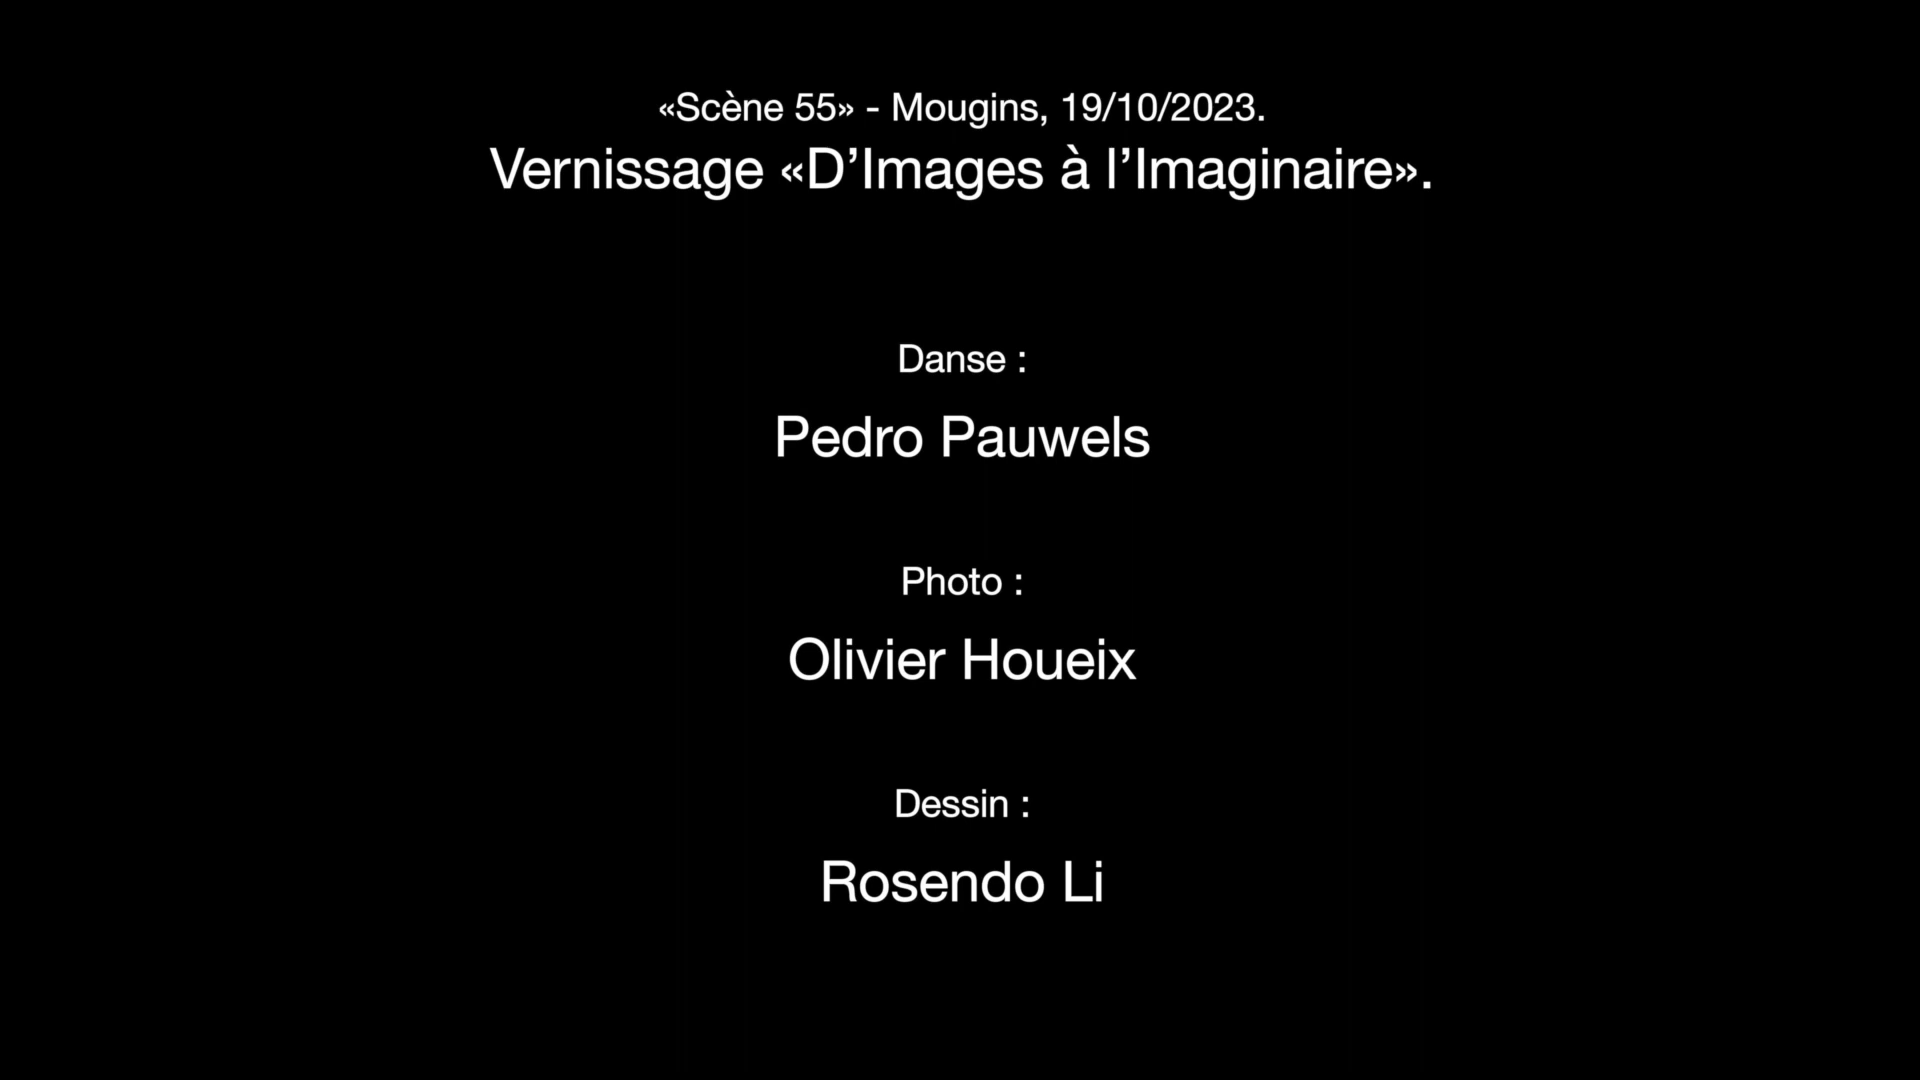 «Scène 55» - Mougins, 19/10/2023.
Vernissage «D’Images à l’Imaginaire».
Danse :
Pedro Pauwels
Photo :
Olivier Houeix
Dessin :
Rosendo Li